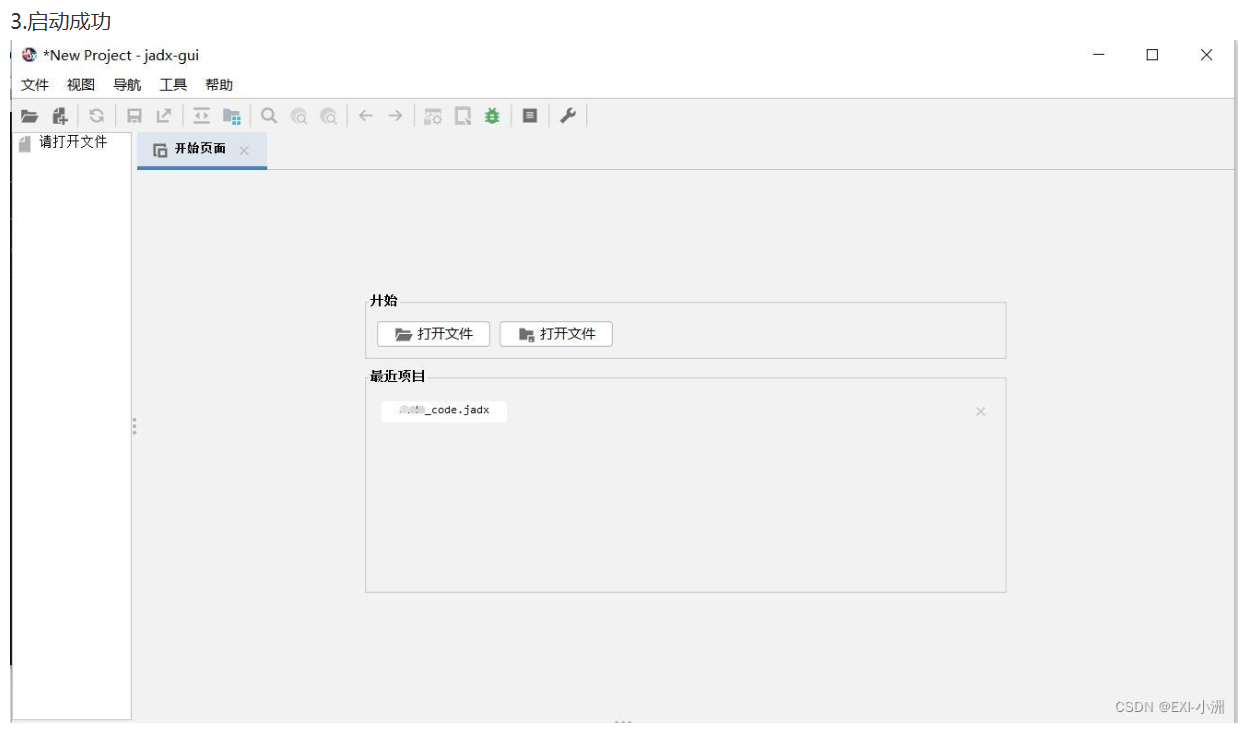 3.启动成功
*New Project - jadx-gui
文件 视图 导航 工具 帮助
请打开文件
开始页面
开始
打开文件 打开文件
最近项目
_code.jadx
CSDN @EXI-小洲